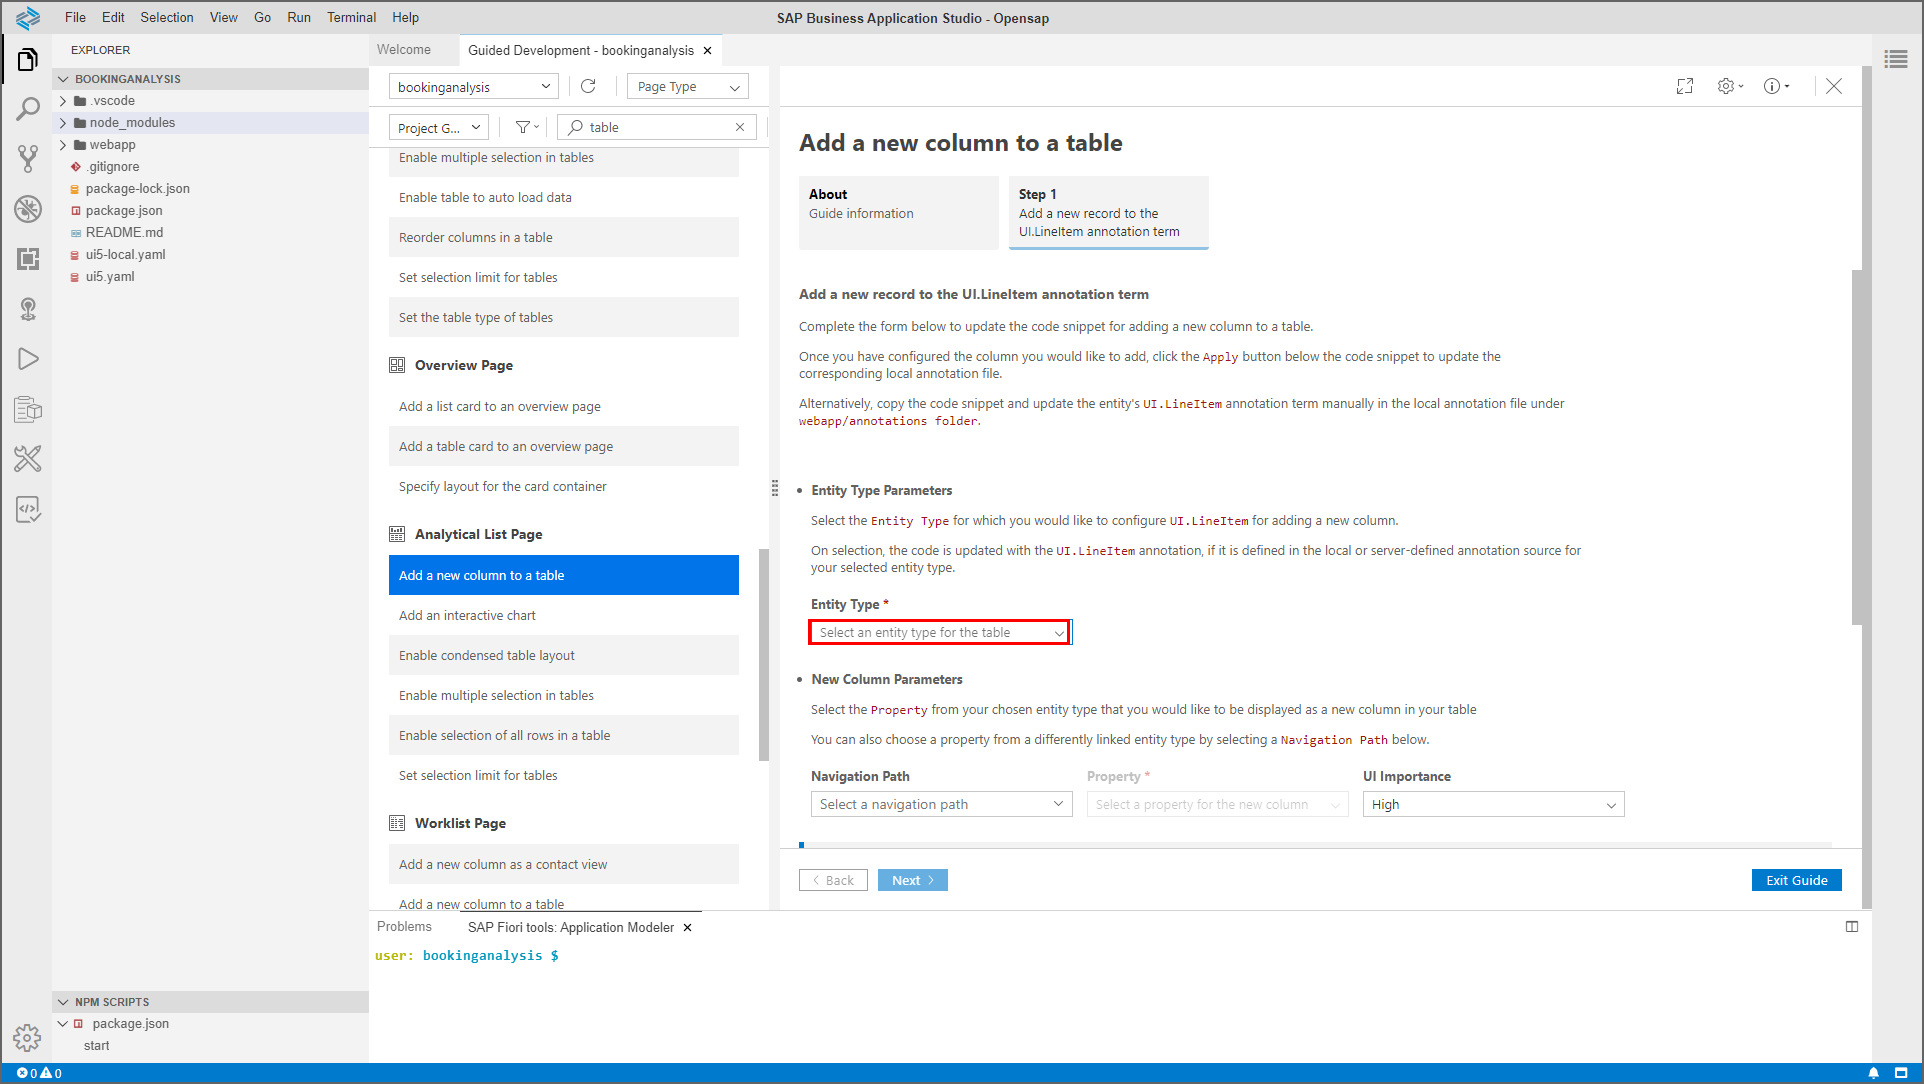 File Edit Selection View Go Run Terminal Help
SAP Business Application Studio - Opensap
EXPLORER
BOOKINGANALYSIS
.vscode
node_modules
webapp
.gitignore
package-lock.json
package.json
README.md
ui5-local.yaml
ui5.yaml
NPM SCRIPTS
package.json
start
Welcome
Guided Development - bookinganalysis
bookinganalysis
Page Type
Project G...
table
Enable multiple selection in tables
Enable table to auto load data
Reorder columns in a table
Set selection limit for tables
Set the table type of tables
Overview Page
Add a list card to an overview page
Add a table card to an overview page
Specify layout for the card container
Analytical List Page
Add a new column to a table
Add an interactive chart
Enable condensed table layout
Enable multiple selection in tables
Enable selection of all rows in a table
Set selection limit for tables
Worklist Page
Add a new column as a contact view
Add a new column to a table
Add a new column to a table
About
Guide information
Step 1
Add a new record to the
UI.LineItem annotation term
Add a new record to the UI.LineItem annotation term
Complete the form below to update the code snippet for adding a new column to a table.
Once you have configured the column you would like to add, click the Apply button below the code snippet to update the
corresponding local annotation file.
Alternatively, copy the code snippet and update the entity's UI.LineItem annotation term manually in the local annotation file under
webapp/annotations folder.
• Entity Type Parameters
Select the Entity Type for which you would like to configure UI.LineItem for adding a new column.
On selection, the code is updated with the UI.LineItem annotation, if it is defined in the local or server-defined annotation source for
your selected entity type.
Entity Type *
Select an entity type for the table
• New Column Parameters
Select the Property from your chosen entity type that you would like to be displayed as a new column in your table
You can also choose a property from a differently linked entity type by selecting a Navigation Path below.
Navigation Path Property * UI Importance
Select a navigation path Select a property for the new column High
Back Next Exit Guide
Problems SAP Fiori tools: Application Modeler
user: bookinganalysis $
0 0